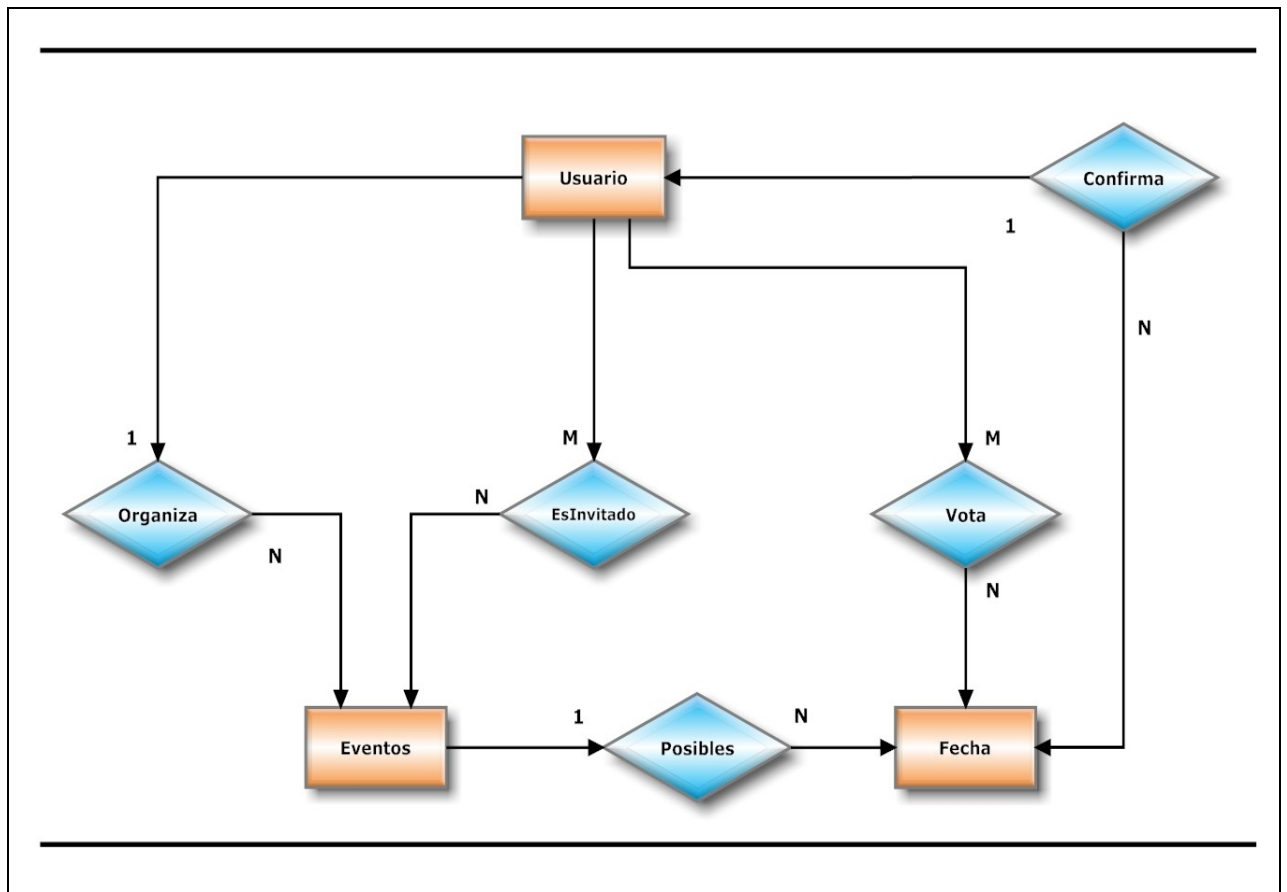 Usuario
Confirma
1
N
1
M
M
Organiza
N
N
EsInvitado
Vota
N
Eventos
1
Posibles
N
Fecha